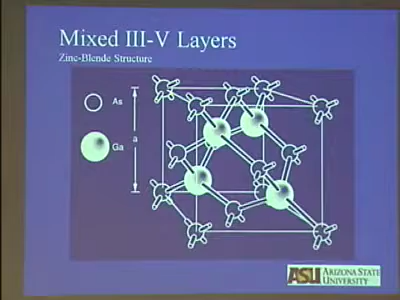 Mixed III-V Layers
Zinc-Blende Structure
As
a
Ga
ASU ARIZONA STATE
UNIVERSITY